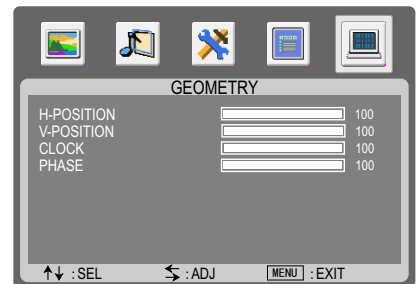 GEOMETRY
H-POSITION 100
V-POSITION 100
CLOCK 100
PHASE 100
: SEL : ADJ MENU : EXIT